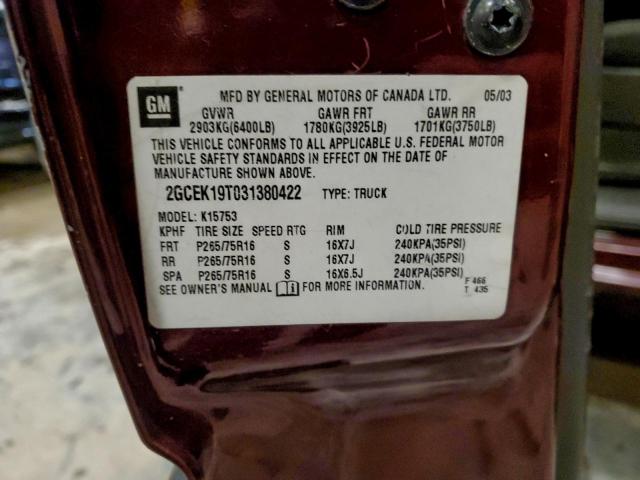 GM
MFD BY GENERAL MOTORS OF CANADA LTD. 05/03
GVWR GAWR FRT GAWR RR
2903KG(6400LB) 1780KG(3925LB) 1701KG(3750LB)
THIS VEHICLE CONFORMS TO ALL APPLICABLE U.S. FEDERAL MOTOR
VEHICLE SAFETY STANDARDS IN EFFECT ON THE DATE OF
MANUFACTURE SHOWN ABOVE.
2GCEK19T031380422 TYPE: TRUCK
MODEL: K15753
KPHF TIRE SIZE SPEED RTG RIM COLD TIRE PRESSURE
FRT P265/75R16 S 16X7J 240KPA(35PSI)
RR P265/75R16 S 16X7J 240KPA(35PSI)
SPA P265/75R16 S 16X6.5J 240KPA(35PSI)
SEE OWNER'S MANUAL FOR MORE INFORMATION.
F 466
T 435